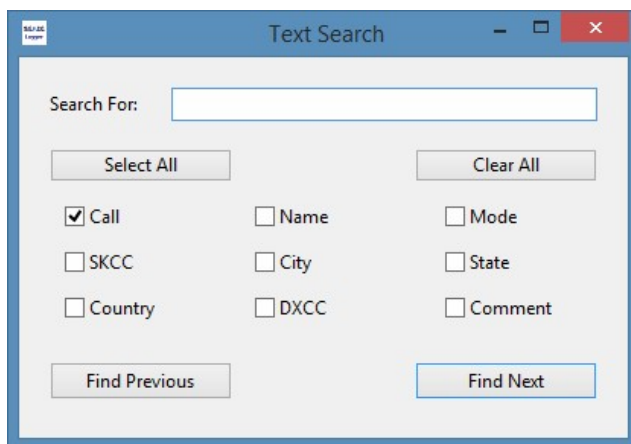 Text Search
Search For:
Select All Clear All
Call Name Mode
SKCC City State
Country DXCC Comment
Find Previous Find Next